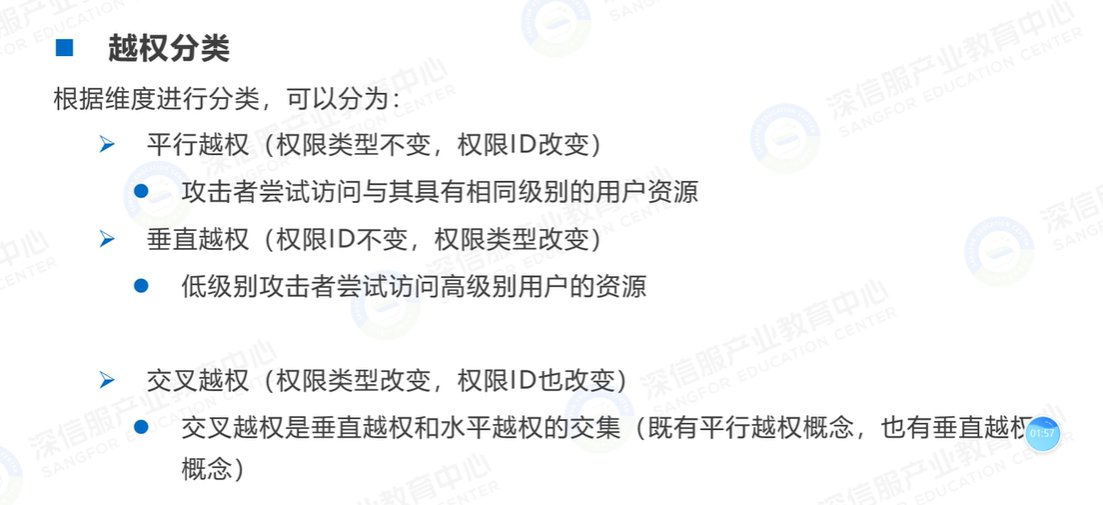 越权分类
根据维度进行分类，可以分为：
平行越权（权限类型不变，权限ID改变）
攻击者尝试访问与其具有相同级别的用户资源
垂直越权（权限ID不变，权限类型改变）
低级别攻击者尝试访问高级别用户的资源
交叉越权（权限类型改变，权限ID也改变）
交叉越权是垂直越权和水平越权的交集（既有平行越权概念，也有垂直越权
概念）
01:57
深信服产业教育中心
SANGFOR EDUCATION CENTER